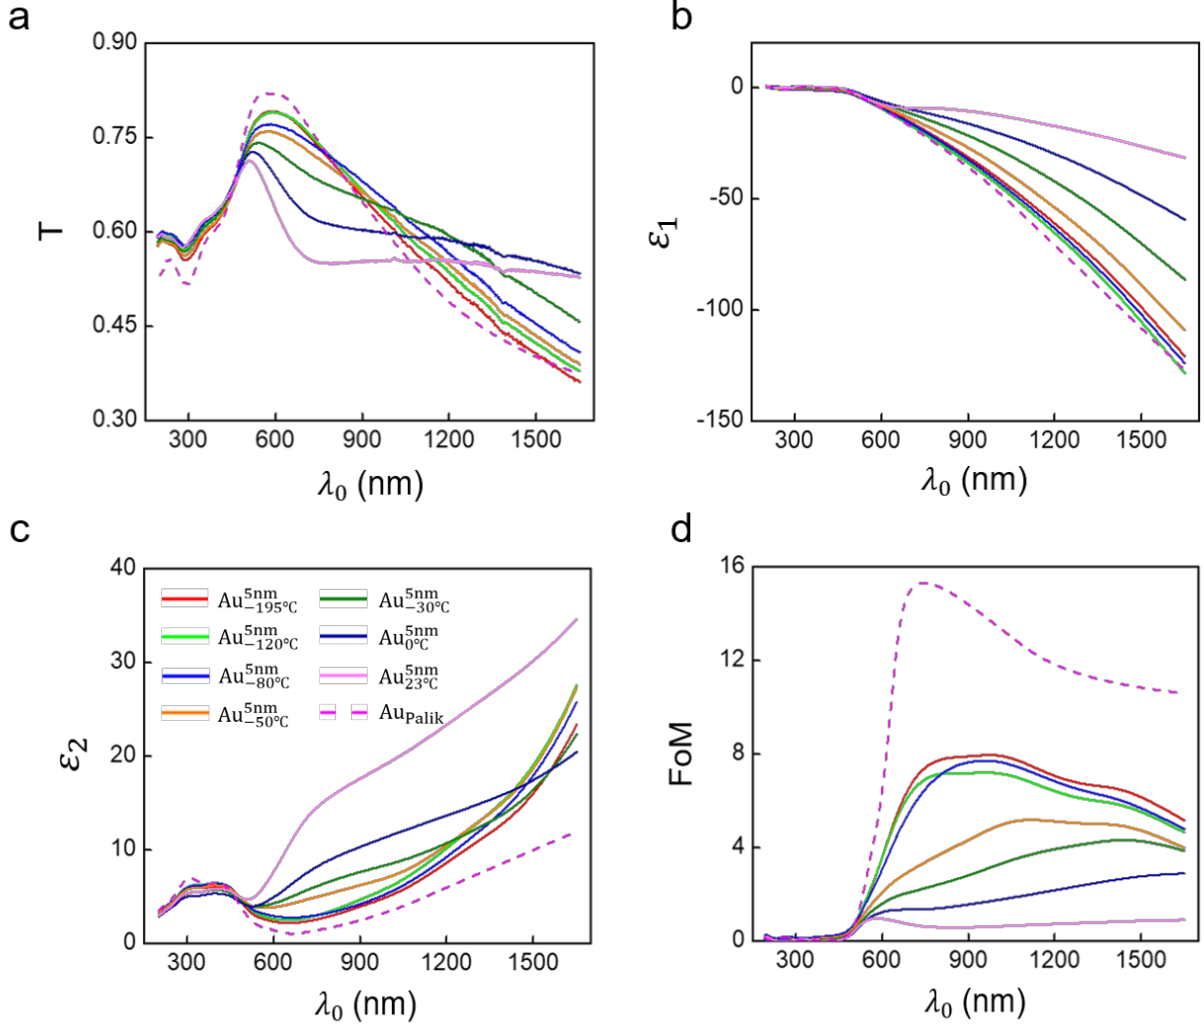 a
0.90
0.75
0.60
0.45
0.30
T
300 600 900 1200 1500
λ₀ (nm)
b
0
-50
-100
-150
ε₁
300 600 900 1200 1500
λ₀ (nm)
c
40
30
20
10
0
ε₂
Au⁵ⁿᵐ₋₁₉₅℃ Au⁵ⁿᵐ₋₃₀℃
Au⁵ⁿᵐ₋₁₂₀℃ Au⁵ⁿᵐ₀℃
Au⁵ⁿᵐ₋₈₀℃ Au⁵ⁿᵐ₂₃℃
Au⁵ⁿᵐ₋₅₀℃ Au_Palik
300 600 900 1200 1500
λ₀ (nm)
d
16
12
8
4
0
FoM
300 600 900 1200 1500
λ₀ (nm)